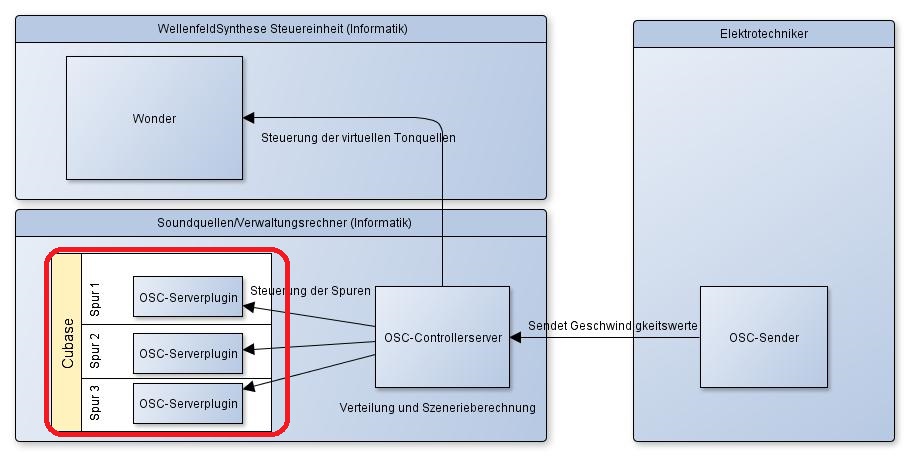 WellenfeldSynthese Steuereinheit (Informatik)
Elektrotechniker
Wonder
Steuerung der virtuellen Tonquellen
Soundquellen/Verwaltungsrechner (Informatik)
Cubase
Spur 1
OSC-Serverplugin
Steuerung der Spuren
Spur 2
OSC-Serverplugin
Spur 3
OSC-Serverplugin
OSC-Controllerserver
Sendet Geschwindigkeitswerte
OSC-Sender
Verteilung und Szenerieberechnung